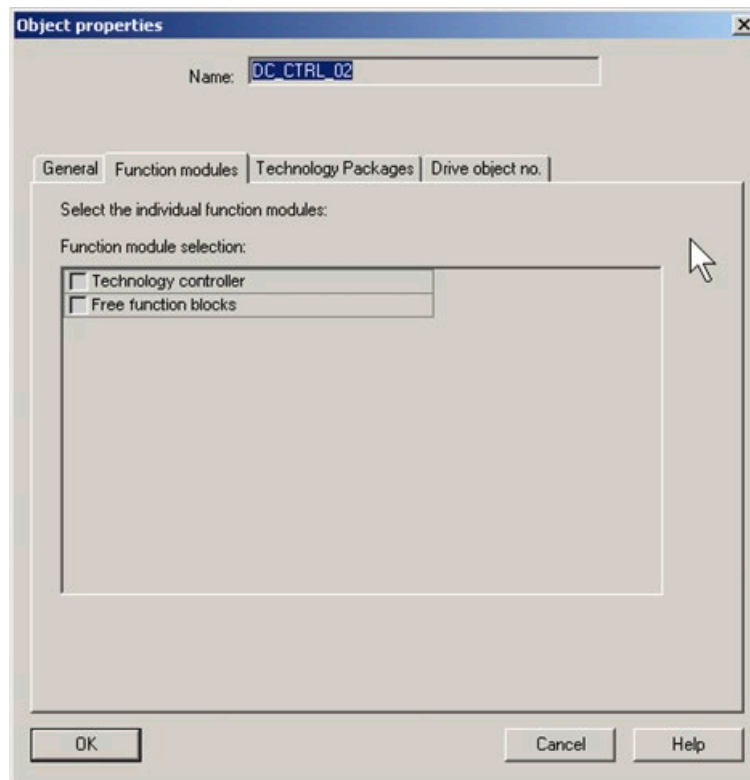 Object properties
Name: DC_CTRL_02
General Function modules Technology Packages Drive object no.
Select the individual function modules:
Function module selection:
Technology controller
Free function blocks
OK Cancel Help